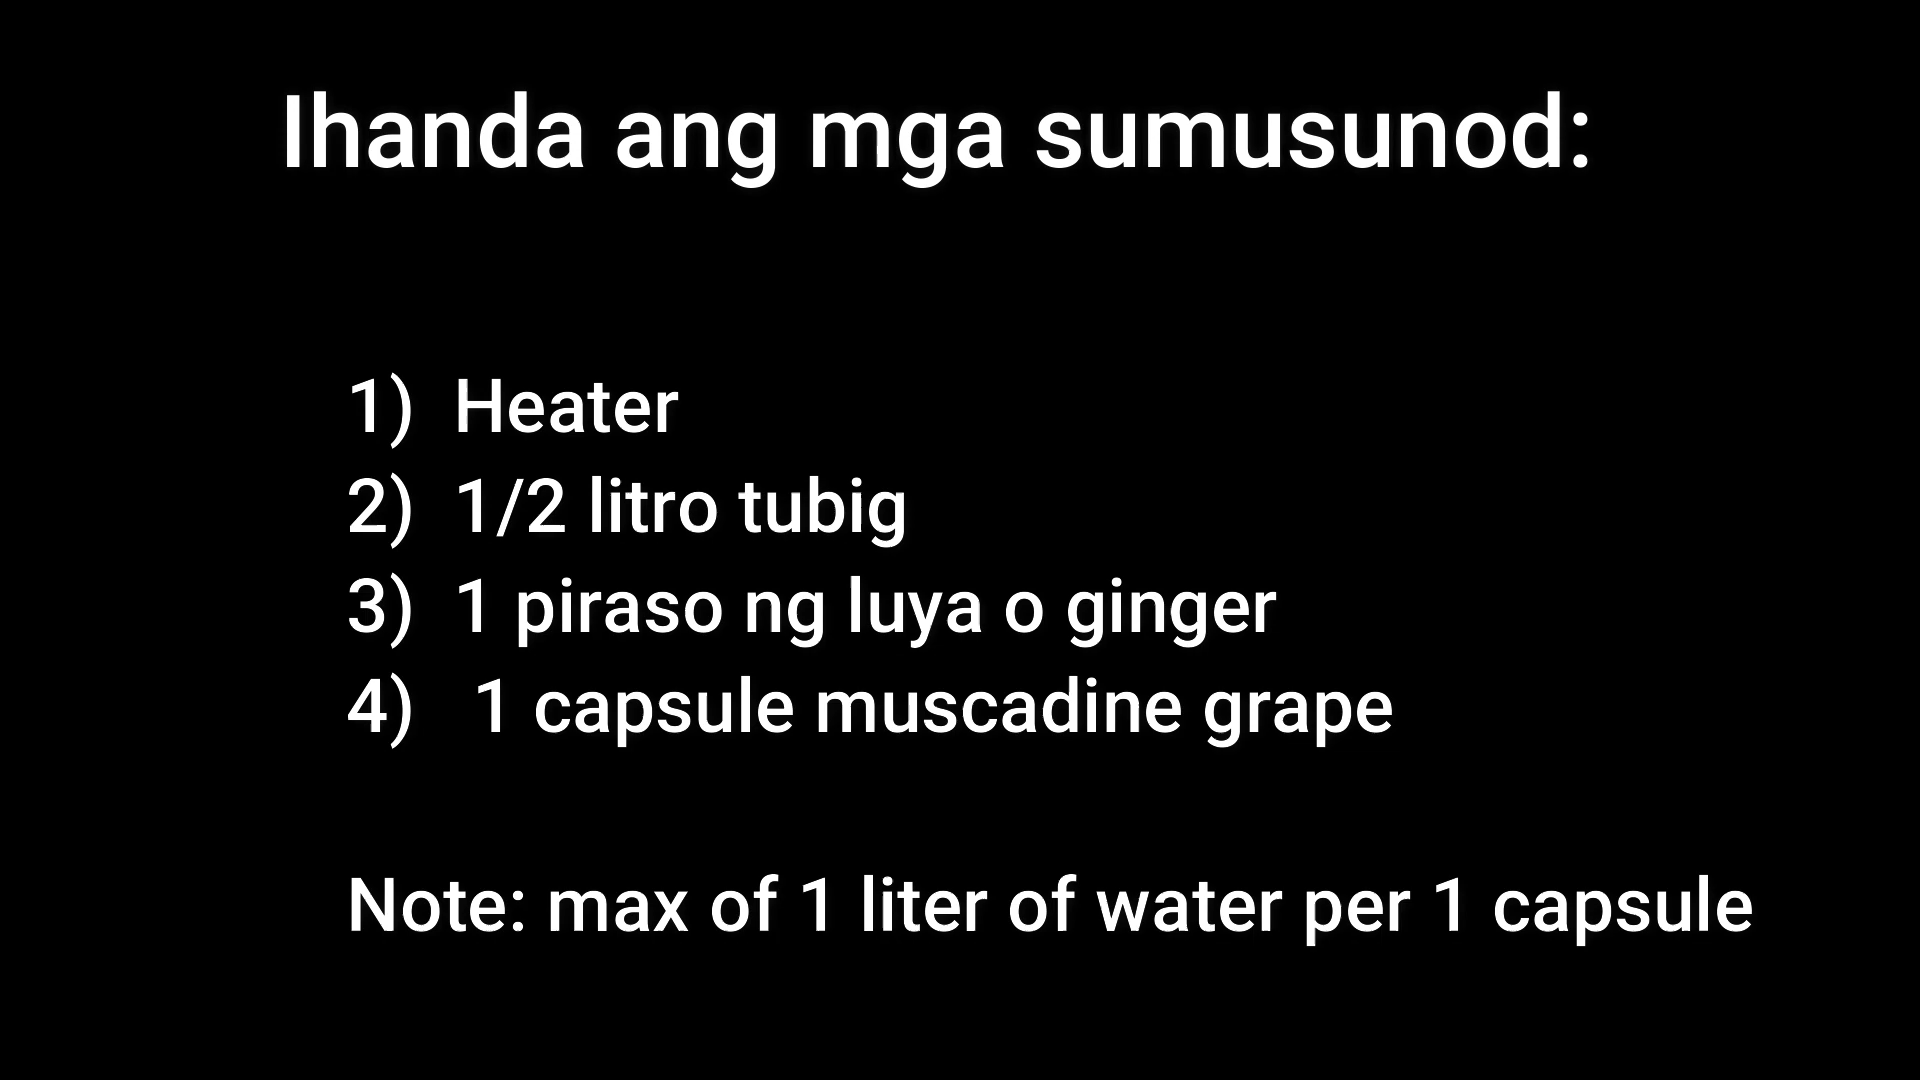 Ihanda ang mga sumusunod:
1) Heater
2) 1/2 litro tubig
3) 1 piraso ng luya o ginger
4) 1 capsule muscadine grape
Note: max of 1 liter of water per 1 capsule